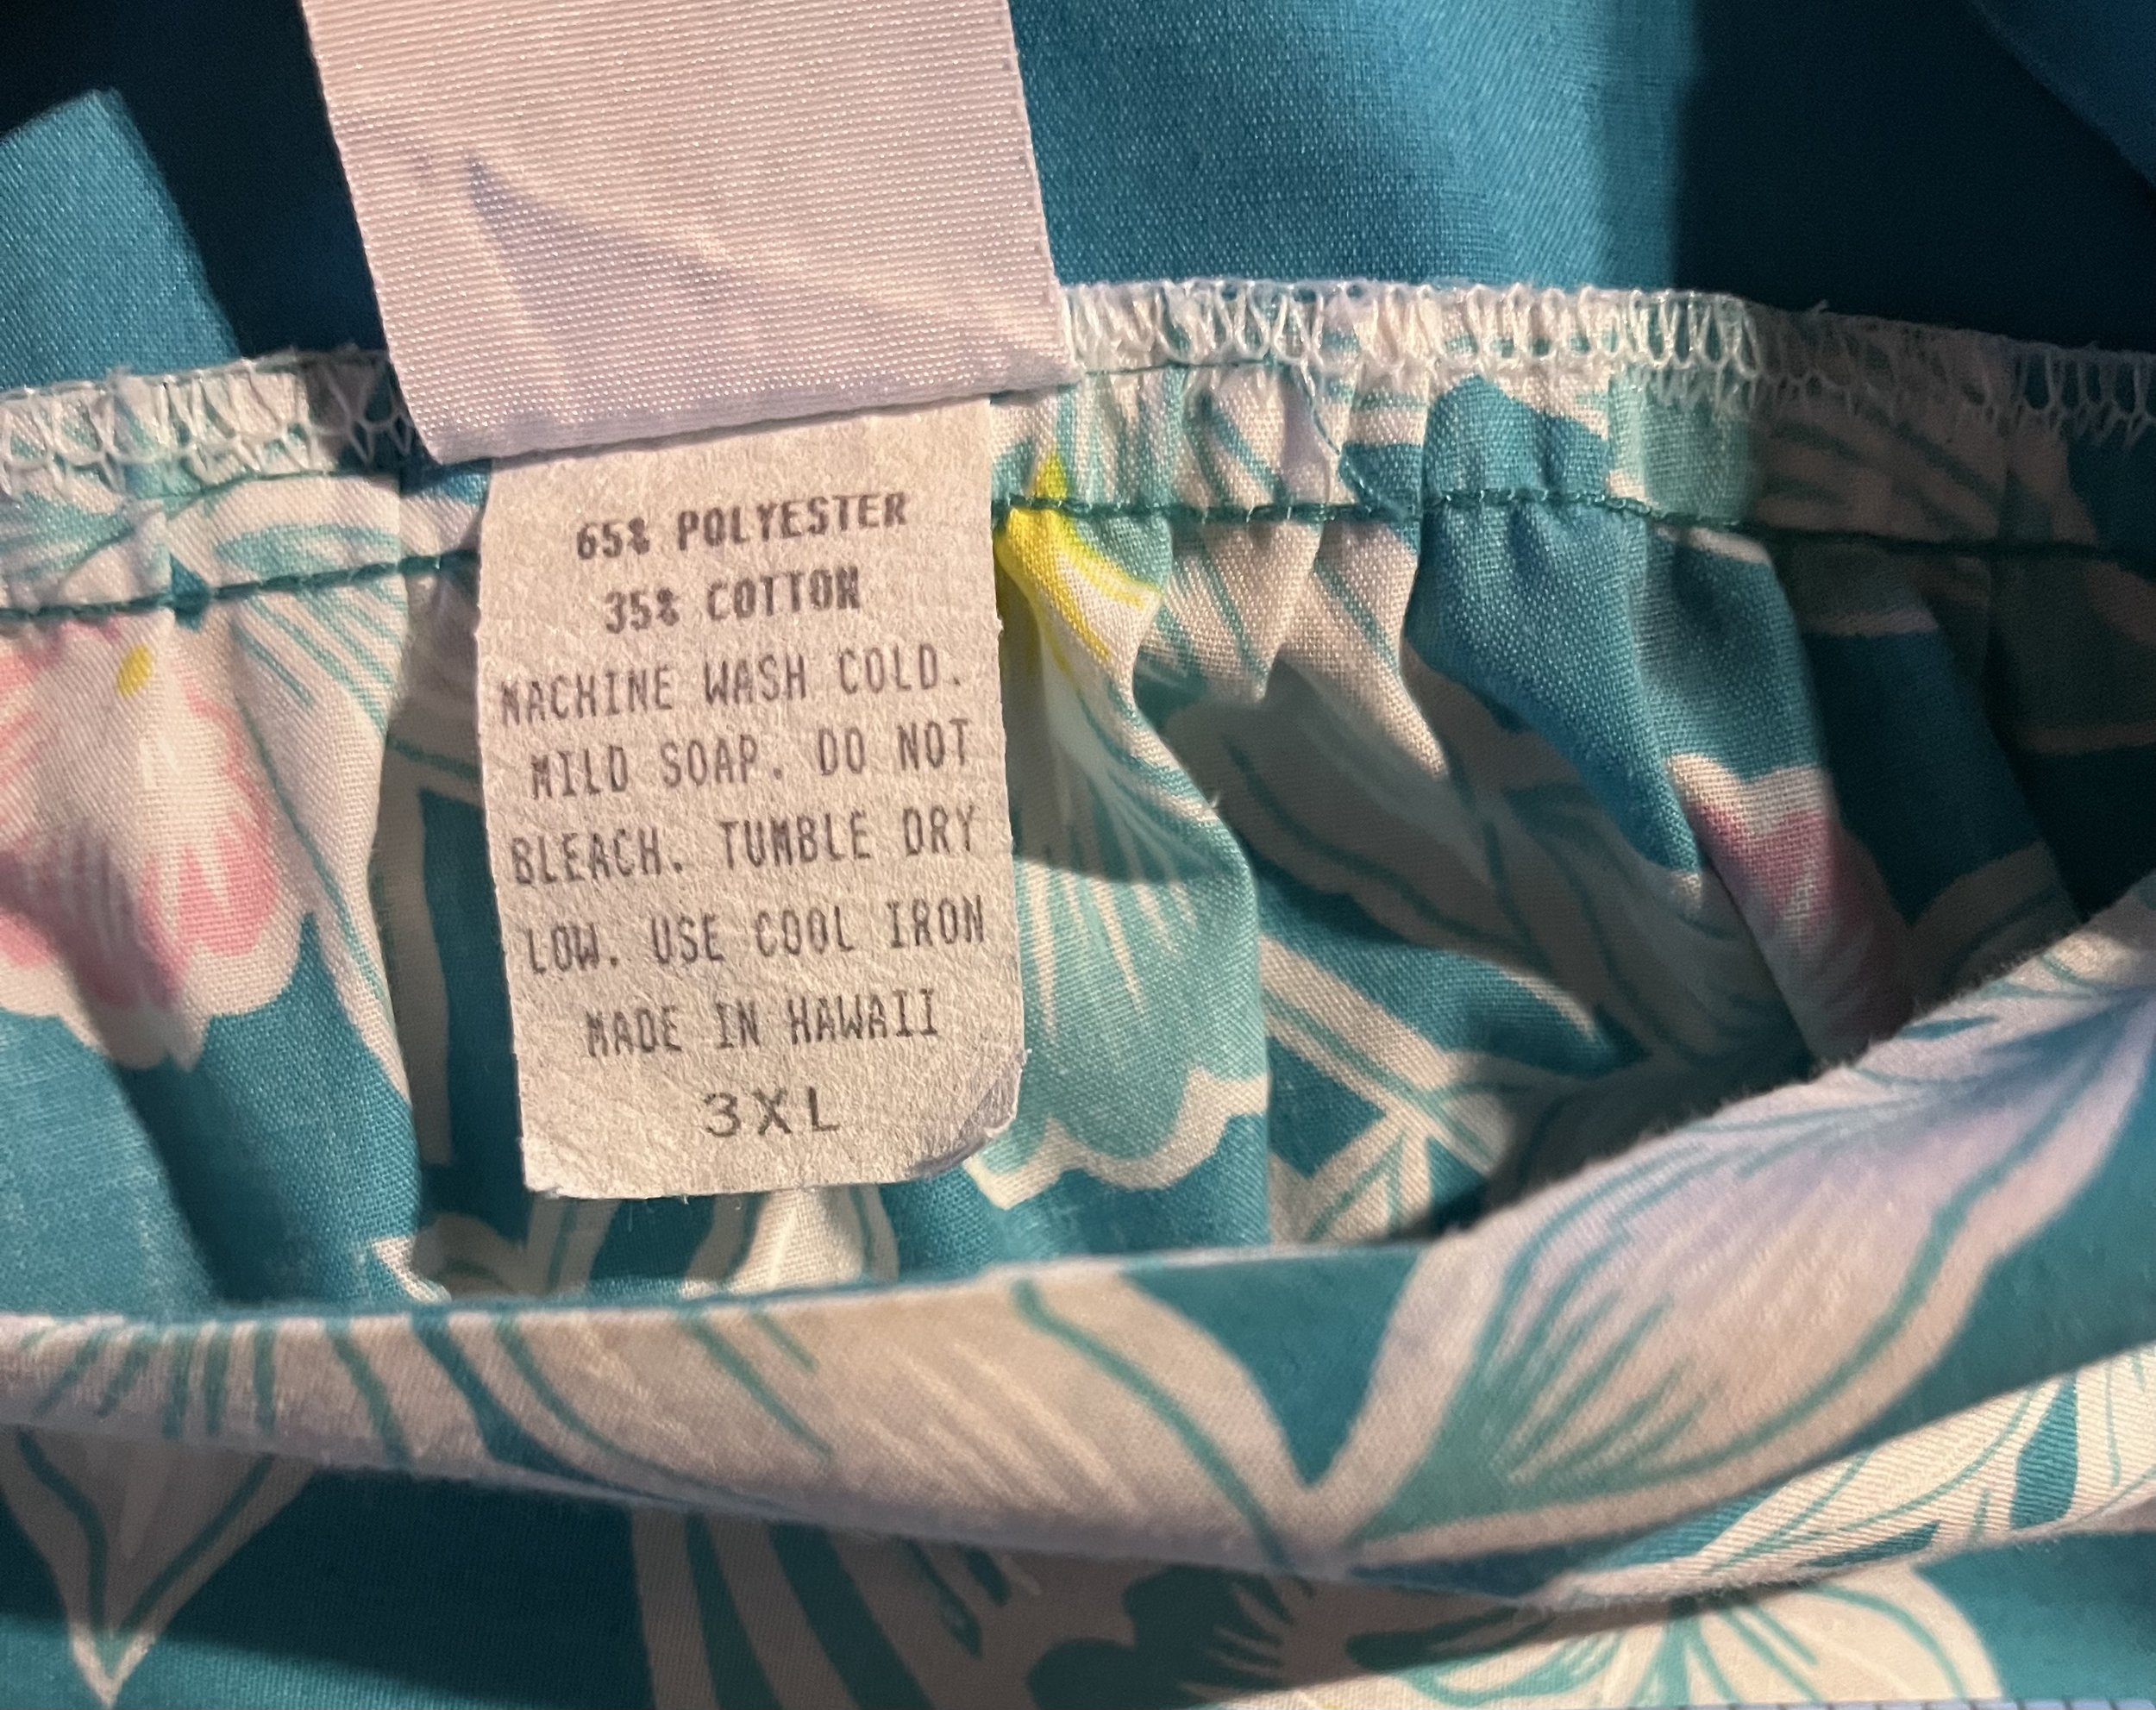 65% POLYESTER
35% COTTON
MACHINE WASH COLD.
MILD SOAP. DO NOT
BLEACH. TUMBLE DRY
LOW. USE COOL IRON
MADE IN HAWAII
3XL